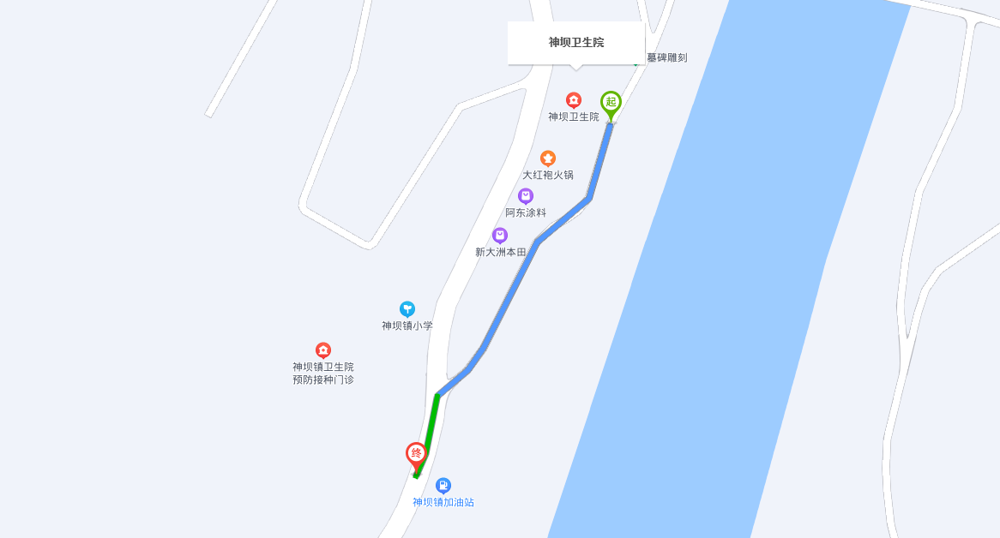 神坝卫生院
墓碑雕刻
起
神坝卫生院
大红袍火锅
阿东涂料
新大洲本田
神坝镇小学
神坝镇卫生院
预防接种门诊
终
神坝镇加油站